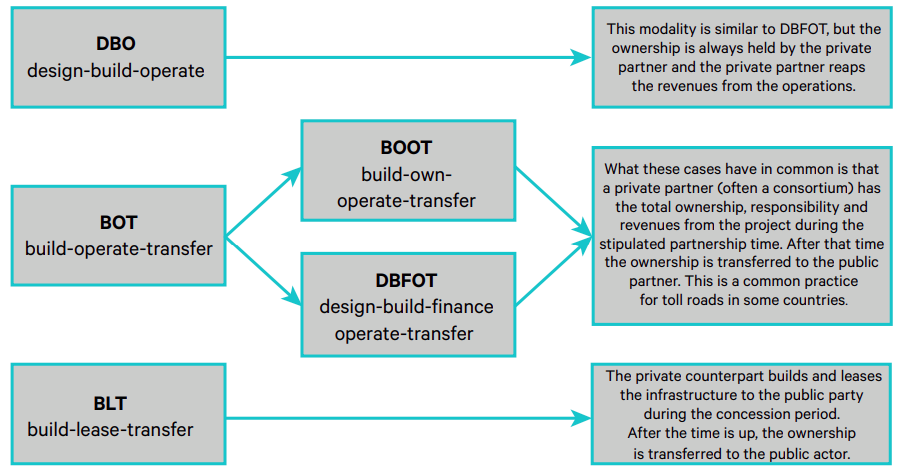 DBO
design-build-operate
This modality is similar to DBFOT, but the
ownership is always held by the private
partner and the private partner reaps
the revenues from the operations.
BOT
build-operate-transfer
BOOT
build-own-
operate-transfer
DBFOT
design-build-finance
operate-transfer
What these cases have in common is that
a private partner (often a consortium) has
the total ownership, responsibility and
revenues from the project during the
stipulated partnership time. After that time
the ownership is transferred to the public
partner. This is a common practice
for toll roads in some countries.
BLT
build-lease-transfer
The private counterpart builds and leases
the infrastructure to the public party
during the concession period.
After the time is up, the ownership
is transferred to the public actor.